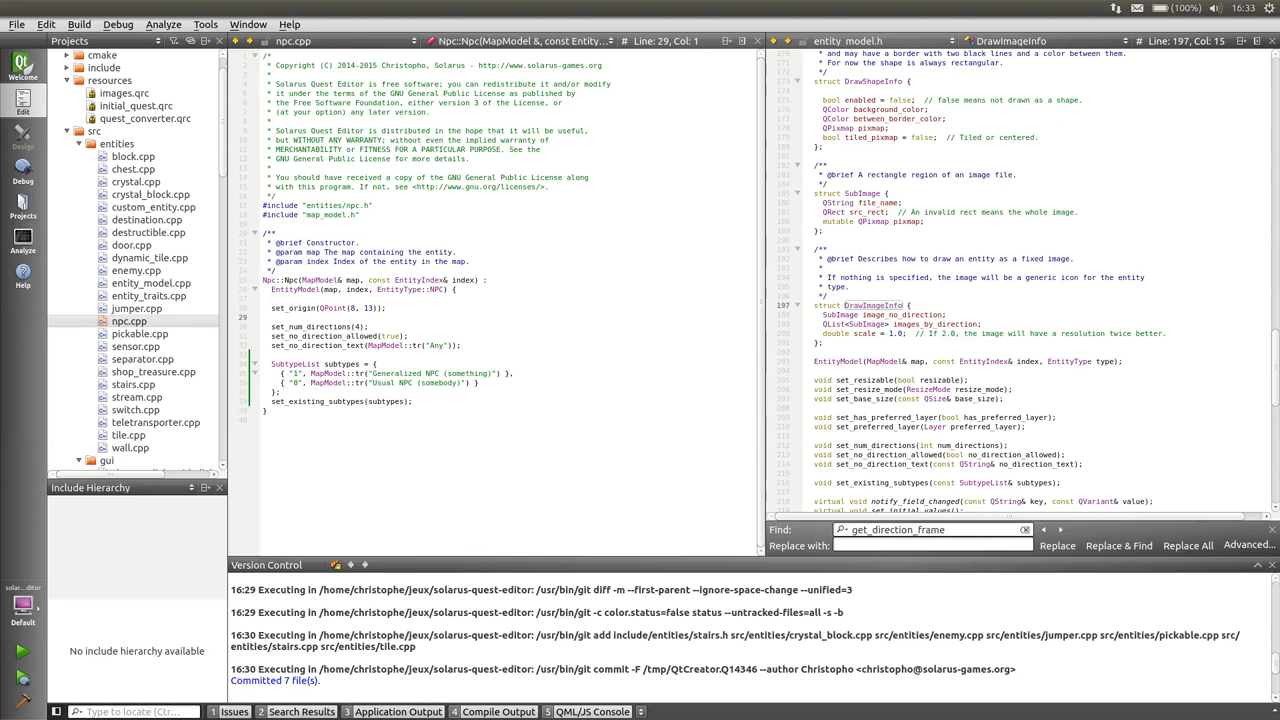 (100%) 16:33
File Edit Build Debug Analyze Tools Window Help
Projects
npc.cpp Npc::Npc(MapModel &, const Entity... # Line: 29, Col: 1
entity_model.h DrawImageInfo # Line: 197, Col: 15
Welcome
Edit
Design
Debug
Projects
Analyze
Help
solar...ditor
Default
cmake
include
resources
images.qrc
initial_quest.qrc
quest_converter.qrc
src
entities
block.cpp
chest.cpp
crystal.cpp
crystal_block.cpp
custom_entity.cpp
destination.cpp
destructible.cpp
door.cpp
dynamic_tile.cpp
enemy.cpp
entity_model.cpp
entity_traits.cpp
jumper.cpp
npc.cpp
pickable.cpp
sensor.cpp
separator.cpp
shop_treasure.cpp
stairs.cpp
stream.cpp
switch.cpp
teletransporter.cpp
tile.cpp
wall.cpp
gui
Include Hierarchy
No include hierarchy available
/*
* Copyright (C) 2014-2015 Christopho, Solarus - http://www.solarus-games.org
*
* Solarus Quest Editor is free software; you can redistribute it and/or modify
* it under the terms of the GNU General Public License as published by
* the Free Software Foundation, either version 3 of the License, or
* (at your option) any later version.
*
* Solarus Quest Editor is distributed in the hope that it will be useful,
* but WITHOUT ANY WARRANTY; without even the implied warranty of
* MERCHANTABILITY or FITNESS FOR A PARTICULAR PURPOSE. See the
* GNU General Public License for more details.
*
* You should have received a copy of the GNU General Public License along
* with this program. If not, see <http://www.gnu.org/licenses/>.
*/
#include "entities/npc.h"
#include "map_model.h"
/**
* @brief Constructor.
* @param map The map containing the entity.
* @param index Index of the entity in the map.
*/
Npc::Npc(MapModel& map, const EntityIndex& index) :
EntityModel(map, index, EntityType::NPC) {
set_origin(QPoint(8, 13));
set_num_directions(4);
set_no_direction_allowed(true);
set_no_direction_text(MapModel::tr("Any"));
SubtypeList subtypes = {
{ "1", MapModel::tr("Generalized NPC (something)") },
{ "0", MapModel::tr("Usual NPC (somebody)") }
};
set_existing_subtypes(subtypes);
}
* and may have a border with two black lines and a color between them.
* For now the shape is always rectangular.
*/
struct DrawShapeInfo {
bool enabled = false; // false means not drawn as a shape.
QColor background_color;
QColor between_border_color;
QPixmap pixmap;
bool tiled_pixmap = false; // Tiled or centered.
};
/**
* @brief A rectangle region of an image file.
*/
struct SubImage {
QString file_name;
QRect src_rect; // An invalid rect means the whole image.
mutable QPixmap pixmap;
};
/**
* @brief Describes how to draw an entity as a fixed image.
*
* If nothing is specified, the image will be a generic icon for the entity
* type.
*/
197 struct DrawImageInfo {
SubImage image_no_direction;
QList<SubImage> images_by_direction;
double scale = 1.0; // If 2.0, the image will have a resolution twice better.
};
EntityModel(MapModel& map, const EntityIndex& index, EntityType type);
void set_resizable(bool resizable);
void set_resize_mode(ResizeMode resize_mode);
void set_base_size(const QSize& base_size);
void set_has_preferred_layer(bool has_preferred_layer);
void set_preferred_layer(Layer preferred_layer);
void set_num_directions(int num_directions);
void set_no_direction_allowed(bool no_direction_allowed);
void set_no_direction_text(const QString& no_direction_text);
void set_existing_subtypes(const SubtypeList& subtypes);
virtual void notify_field_changed(const QString& key, const QVariant& value);
virtual void set_initial_values();
Find: get_direction_frame
Replace with: Replace Replace & Find Replace All Advanced...
Version Control
16:29 Executing in /home/christophe/jeux/solarus-quest-editor: /usr/bin/git diff -m --first-parent --ignore-space-change --unified=3
16:29 Executing in /home/christophe/jeux/solarus-quest-editor: /usr/bin/git -c color.status=false status --untracked-files=all -s -b
16:30 Executing in /home/christophe/jeux/solarus-quest-editor: /usr/bin/git add include/entities/stairs.h src/entities/crystal_block.cpp src/entities/enemy.cpp src/entities/jumper.cpp src/entities/pickable.cpp src/
entities/stairs.cpp src/entities/tile.cpp
16:30 Executing in /home/christophe/jeux/solarus-quest-editor: /usr/bin/git commit -F /tmp/QtCreator.Q14346 --author Christopho <christopho@solarus-games.org>
Committed 7 file(s).
Type to locate (Ctrl... 1 Issues 2 Search Results 3 Application Output 4 Compile Output 5 QML/JS Console